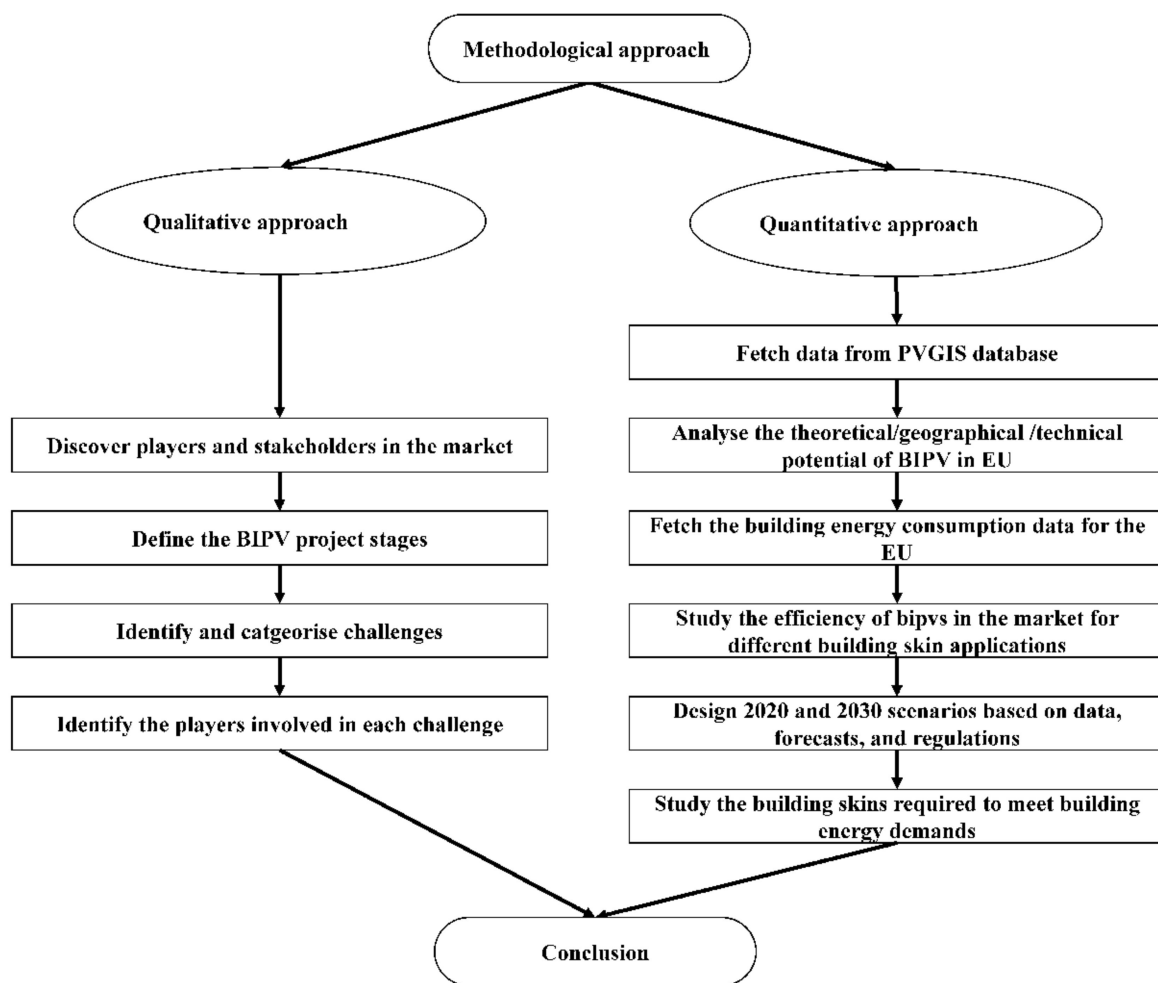 Methodological approach
Qualitative approach
Quantitative approach
Fetch data from PVGIS database
Discover players and stakeholders in the market
Analyse the theoretical/geographical /technical
potential of BIPV in EU
Define the BIPV project stages
Fetch the building energy consumption data for the
EU
Identify and catgeorise challenges
Study the efficiency of bipvs in the market for
different building skin applications
Identify the players involved in each challenge
Design 2020 and 2030 scenarios based on data,
forecasts, and regulations
Study the building skins required to meet building
energy demands
Conclusion